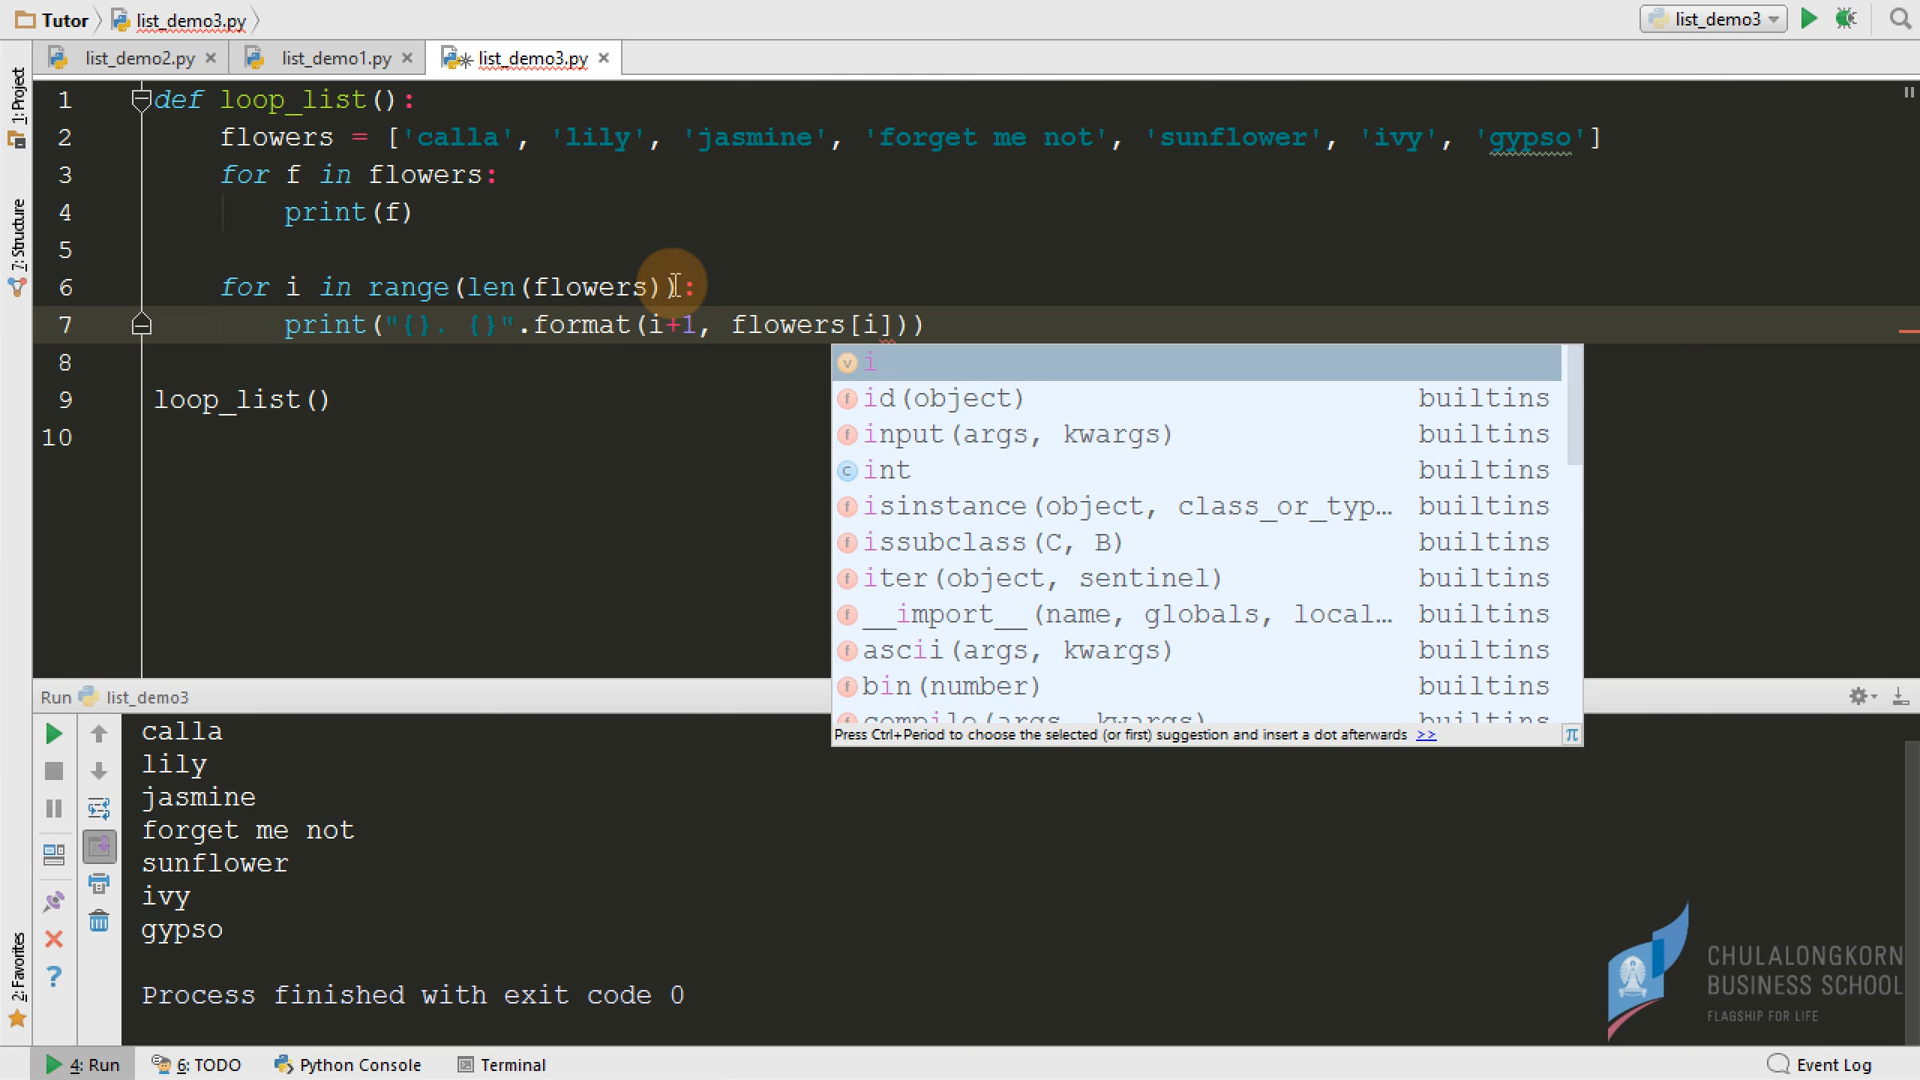 Tutor list_demo3.py list_demo3
list_demo2.py list_demo1.py list_demo3.py
1: Project
7: Structure
2: Favorites
1 def loop_list():
2 flowers = ['calla', 'lily', 'jasmine', 'forget me not', 'sunflower', 'ivy', 'gypso']
3 for f in flowers:
4 print(f)
5
6 for i in range(len(flowers)):
7 print("{}. {}".format(i+1, flowers[i]))
8
9 loop_list()
10
v i
f id(object) builtins
f input(args, kwargs) builtins
c int builtins
f isinstance(object, class_or_typ… builtins
f issubclass(C, B) builtins
f iter(object, sentinel) builtins
f __import__(name, globals, local… builtins
f ascii(args, kwargs) builtins
f bin(number) builtins
compile(args, kwargs) builtins
Press Ctrl+Period to choose the selected (or first) suggestion and insert a dot afterwards >> π
Run list_demo3
calla
lily
jasmine
forget me not
sunflower
ivy
gypso
Process finished with exit code 0
CHULALONGKORN
BUSINESS SCHOOL
FLAGSHIP FOR LIFE
4: Run 6: TODO Python Console Terminal Event Log